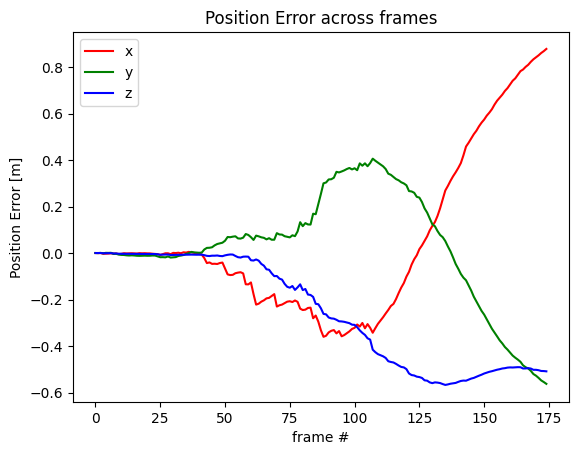 Position Error across frames
x
y
z
Position Error [m]
0.8
0.6
0.4
0.2
0.0
−0.2
−0.4
−0.6
0 25 50 75 100 125 150 175
frame #